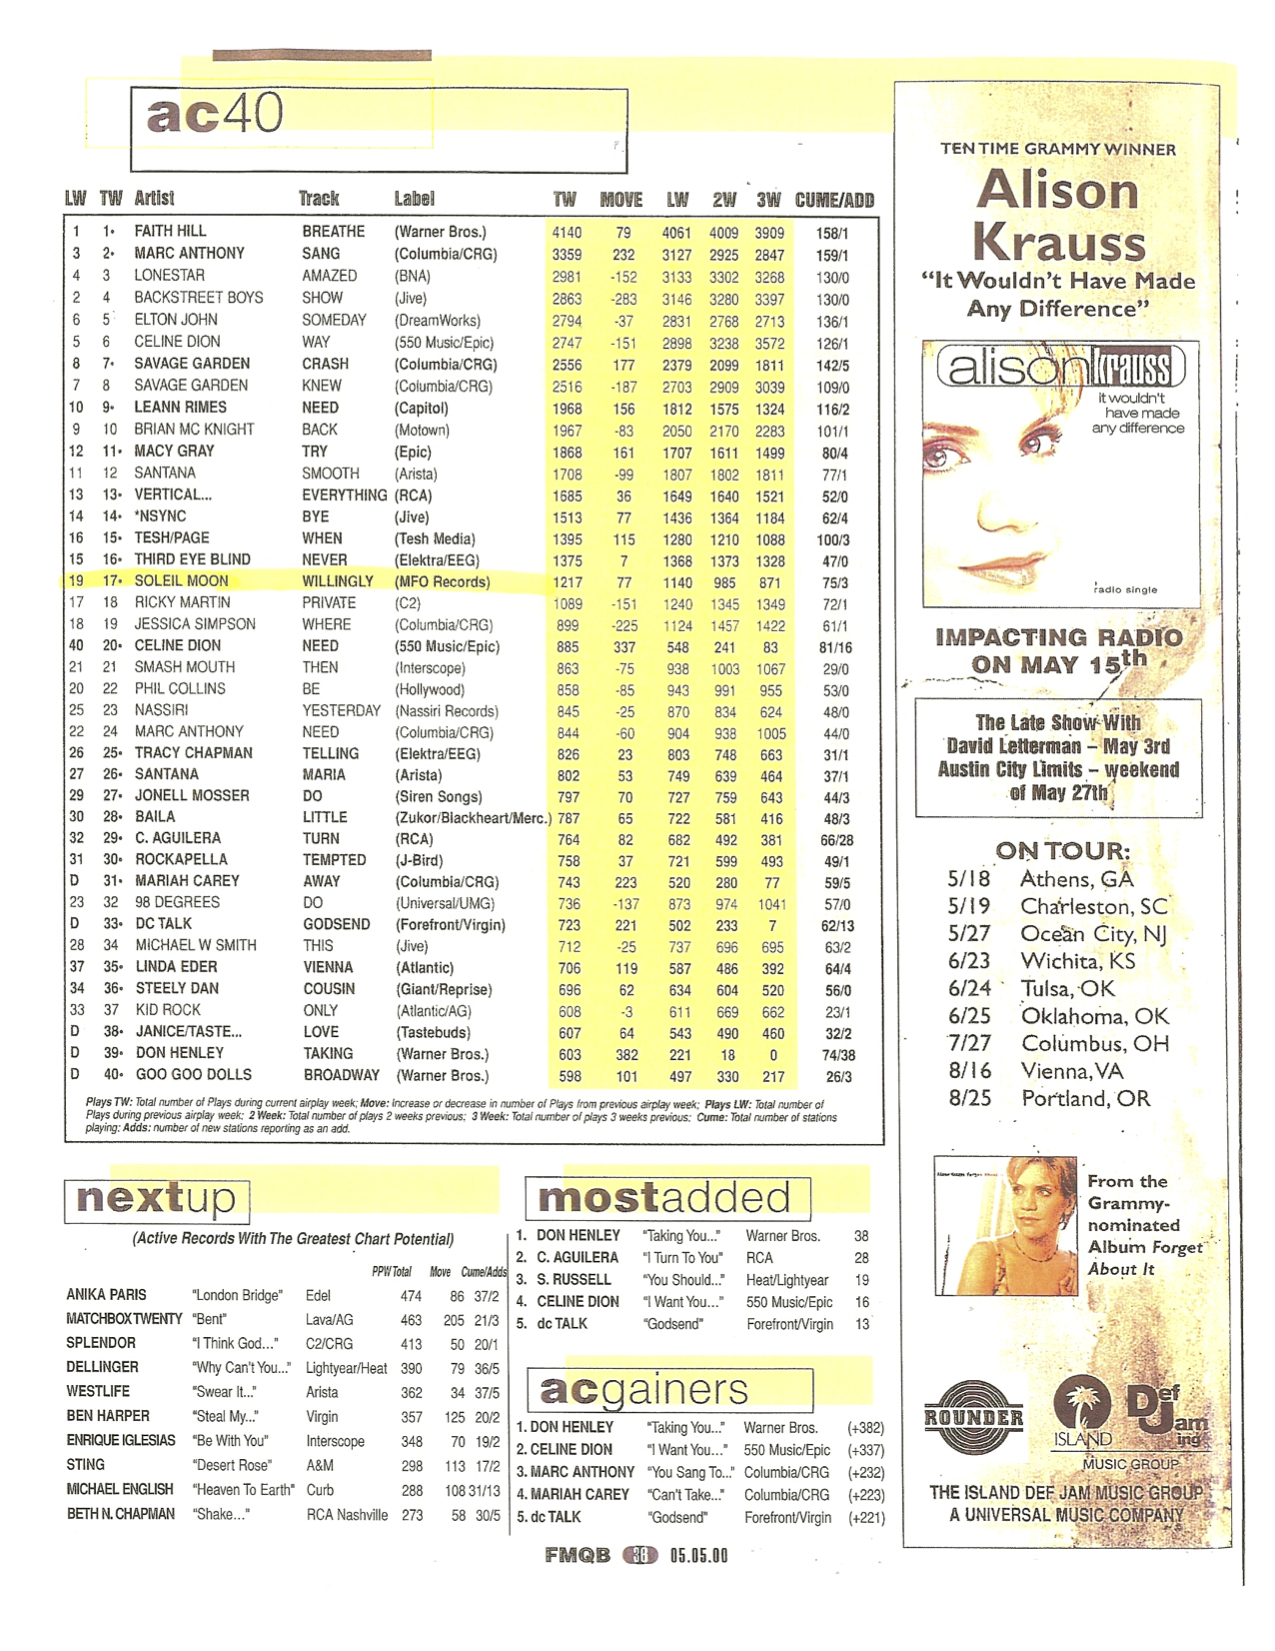 ac40
LW TW Artist Track Label TW MOVE LW 2W 3W CUME/ADD
1 1• FAITH HILL BREATHE (Warner Bros.) 4140 79 4061 4009 3909 158/1
3 2• MARC ANTHONY SANG (Columbia/CRG) 3359 232 3127 2925 2847 159/1
4 3 LONESTAR AMAZED (BNA) 2981 -152 3133 3302 3268 130/0
2 4 BACKSTREET BOYS SHOW (Jive) 2863 -283 3146 3280 3397 130/0
6 5 ELTON JOHN SOMEDAY (DreamWorks) 2794 -37 2831 2768 2713 136/1
5 6 CELINE DION WAY (550 Music/Epic) 2747 -151 2898 3238 3572 126/1
8 7• SAVAGE GARDEN CRASH (Columbia/CRG) 2556 177 2379 2099 1811 142/5
7 8 SAVAGE GARDEN KNEW (Columbia/CRG) 2516 -187 2703 2909 3039 109/0
10 9• LEANN RIMES NEED (Capitol) 1968 156 1812 1575 1324 116/2
9 10 BRIAN MC KNIGHT BACK (Motown) 1967 -83 2050 2170 2283 101/1
12 11• MACY GRAY TRY (Epic) 1868 161 1707 1611 1499 80/4
11 12 SANTANA SMOOTH (Arista) 1708 -99 1807 1802 1811 77/1
13 13• VERTICAL... EVERYTHING (RCA) 1685 36 1649 1640 1521 52/0
14 14• *NSYNC BYE (Jive) 1513 77 1436 1364 1184 62/4
16 15• TESH/PAGE WHEN (Tesh Media) 1395 115 1280 1210 1088 100/3
15 16• THIRD EYE BLIND NEVER (Elektra/EEG) 1375 7 1368 1373 1328 47/0
19 17• SOLEIL MOON WILLINGLY (MFO Records) 1217 77 1140 985 871 75/3
17 18 RICKY MARTIN PRIVATE (C2) 1089 -151 1240 1345 1349 72/1
18 19 JESSICA SIMPSON WHERE (Columbia/CRG) 899 -225 1124 1457 1422 61/1
40 20• CELINE DION NEED (550 Music/Epic) 885 337 548 241 83 81/16
21 21 SMASH MOUTH THEN (Interscope) 863 -75 938 1003 1067 29/0
20 22 PHIL COLLINS BE (Hollywood) 858 -85 943 991 955 53/0
25 23 NASSIRI YESTERDAY (Nassiri Records) 845 -25 870 834 624 48/0
22 24 MARC ANTHONY NEED (Columbia/CRG) 844 -60 904 938 1005 44/0
26 25• TRACY CHAPMAN TELLING (Elektra/EEG) 826 23 803 748 663 31/1
27 26• SANTANA MARIA (Arista) 802 53 749 639 464 37/1
29 27• JONELL MOSSER DO (Siren Songs) 797 70 727 759 643 44/3
30 28• BAILA LITTLE (Zukor/Blackheart/Merc.) 787 65 722 581 416 48/3
32 29• C. AGUILERA TURN (RCA) 764 82 682 492 381 66/28
31 30• ROCKAPELLA TEMPTED (J-Bird) 758 37 721 599 493 49/1
D 31• MARIAH CAREY AWAY (Columbia/CRG) 743 223 520 280 77 59/5
23 32 98 DEGREES DO (Universal/UMG) 736 -137 873 974 1041 57/0
D 33• DC TALK GODSEND (Forefront/Virgin) 723 221 502 233 7 62/13
28 34 MICHAEL W SMITH THIS (Jive) 712 -25 737 696 695 63/2
37 35• LINDA EDER VIENNA (Atlantic) 706 119 587 486 392 64/4
34 36• STEELY DAN COUSIN (Giant/Reprise) 696 62 634 604 520 56/0
33 37 KID ROCK ONLY (Atlantic/AG) 608 -3 611 669 662 23/1
D 38• JANICE/TASTE... LOVE (Tastebuds) 607 64 543 490 460 32/2
D 39• DON HENLEY TAKING (Warner Bros.) 603 382 221 18 0 74/38
D 40• GOO GOO DOLLS BROADWAY (Warner Bros.) 598 101 497 330 217 26/3
Plays TW: Total number of Plays during current airplay week; Move: Increase or decrease in number of Plays from previous airplay week; Plays LW: Total number of
Plays during previous airplay week; 2 Week: Total number of plays 2 weeks previous; 3 Week: Total number of plays 3 weeks previous; Cume: Total number of stations
playing; Adds: number of new stations reporting as an add.
nextup
(Active Records With The Greatest Chart Potential)
PPW Total Move Cume/Adds
ANIKA PARIS "London Bridge" Edel 474 86 37/2
MATCHBOX TWENTY "Bent" Lava/AG 463 205 21/3
SPLENDOR "I Think God..." C2/CRG 413 50 20/1
DELLINGER "Why Can't You..." Lightyear/Heat 390 79 36/5
WESTLIFE "Swear It..." Arista 362 34 37/5
BEN HARPER "Steal My..." Virgin 357 125 20/2
ENRIQUE IGLESIAS "Be With You" Interscope 348 70 19/2
STING "Desert Rose" A&M 298 113 17/2
MICHAEL ENGLISH "Heaven To Earth" Curb 288 108 31/13
BETH N. CHAPMAN "Shake..." RCA Nashville 273 58 30/5
mostadded
1. DON HENLEY "Taking You..." Warner Bros. 38
2. C. AGUILERA "I Turn To You" RCA 28
3. S. RUSSELL "You Should..." Heat/Lightyear 19
4. CELINE DION "I Want You..." 550 Music/Epic 16
5. dc TALK "Godsend" Forefront/Virgin 13
acgainers
1. DON HENLEY "Taking You..." Warner Bros. (+382)
2. CELINE DION "I Want You..." 550 Music/Epic (+337)
3. MARC ANTHONY "You Sang To..." Columbia/CRG (+232)
4. MARIAH CAREY "Can't Take..." Columbia/CRG (+223)
5. dc TALK "Godsend" Forefront/Virgin (+221)
FMQB 38 05.05.00
TEN TIME GRAMMY WINNER
Alison
Krauss
"It Wouldn't Have Made
Any Difference"
alison krauss
it wouldn't
have made
any difference
radio single
IMPACTING RADIO
ON MAY 15th
The Late Show With
David Letterman – May 3rd
Austin City Limits – weekend
of May 27th
ON TOUR:
5/18 Athens, GA
5/19 Charleston, SC
5/27 Ocean City, NJ
6/23 Wichita, KS
6/24 Tulsa, OK
6/25 Oklahoma, OK
7/27 Columbus, OH
8/16 Vienna, VA
8/25 Portland, OR
From the
Grammy-
nominated
Album Forget
About It
ROUNDER
ISLAND
Def Jam ing
MUSIC GROUP
THE ISLAND DEF JAM MUSIC GROUP
A UNIVERSAL MUSIC COMPANY